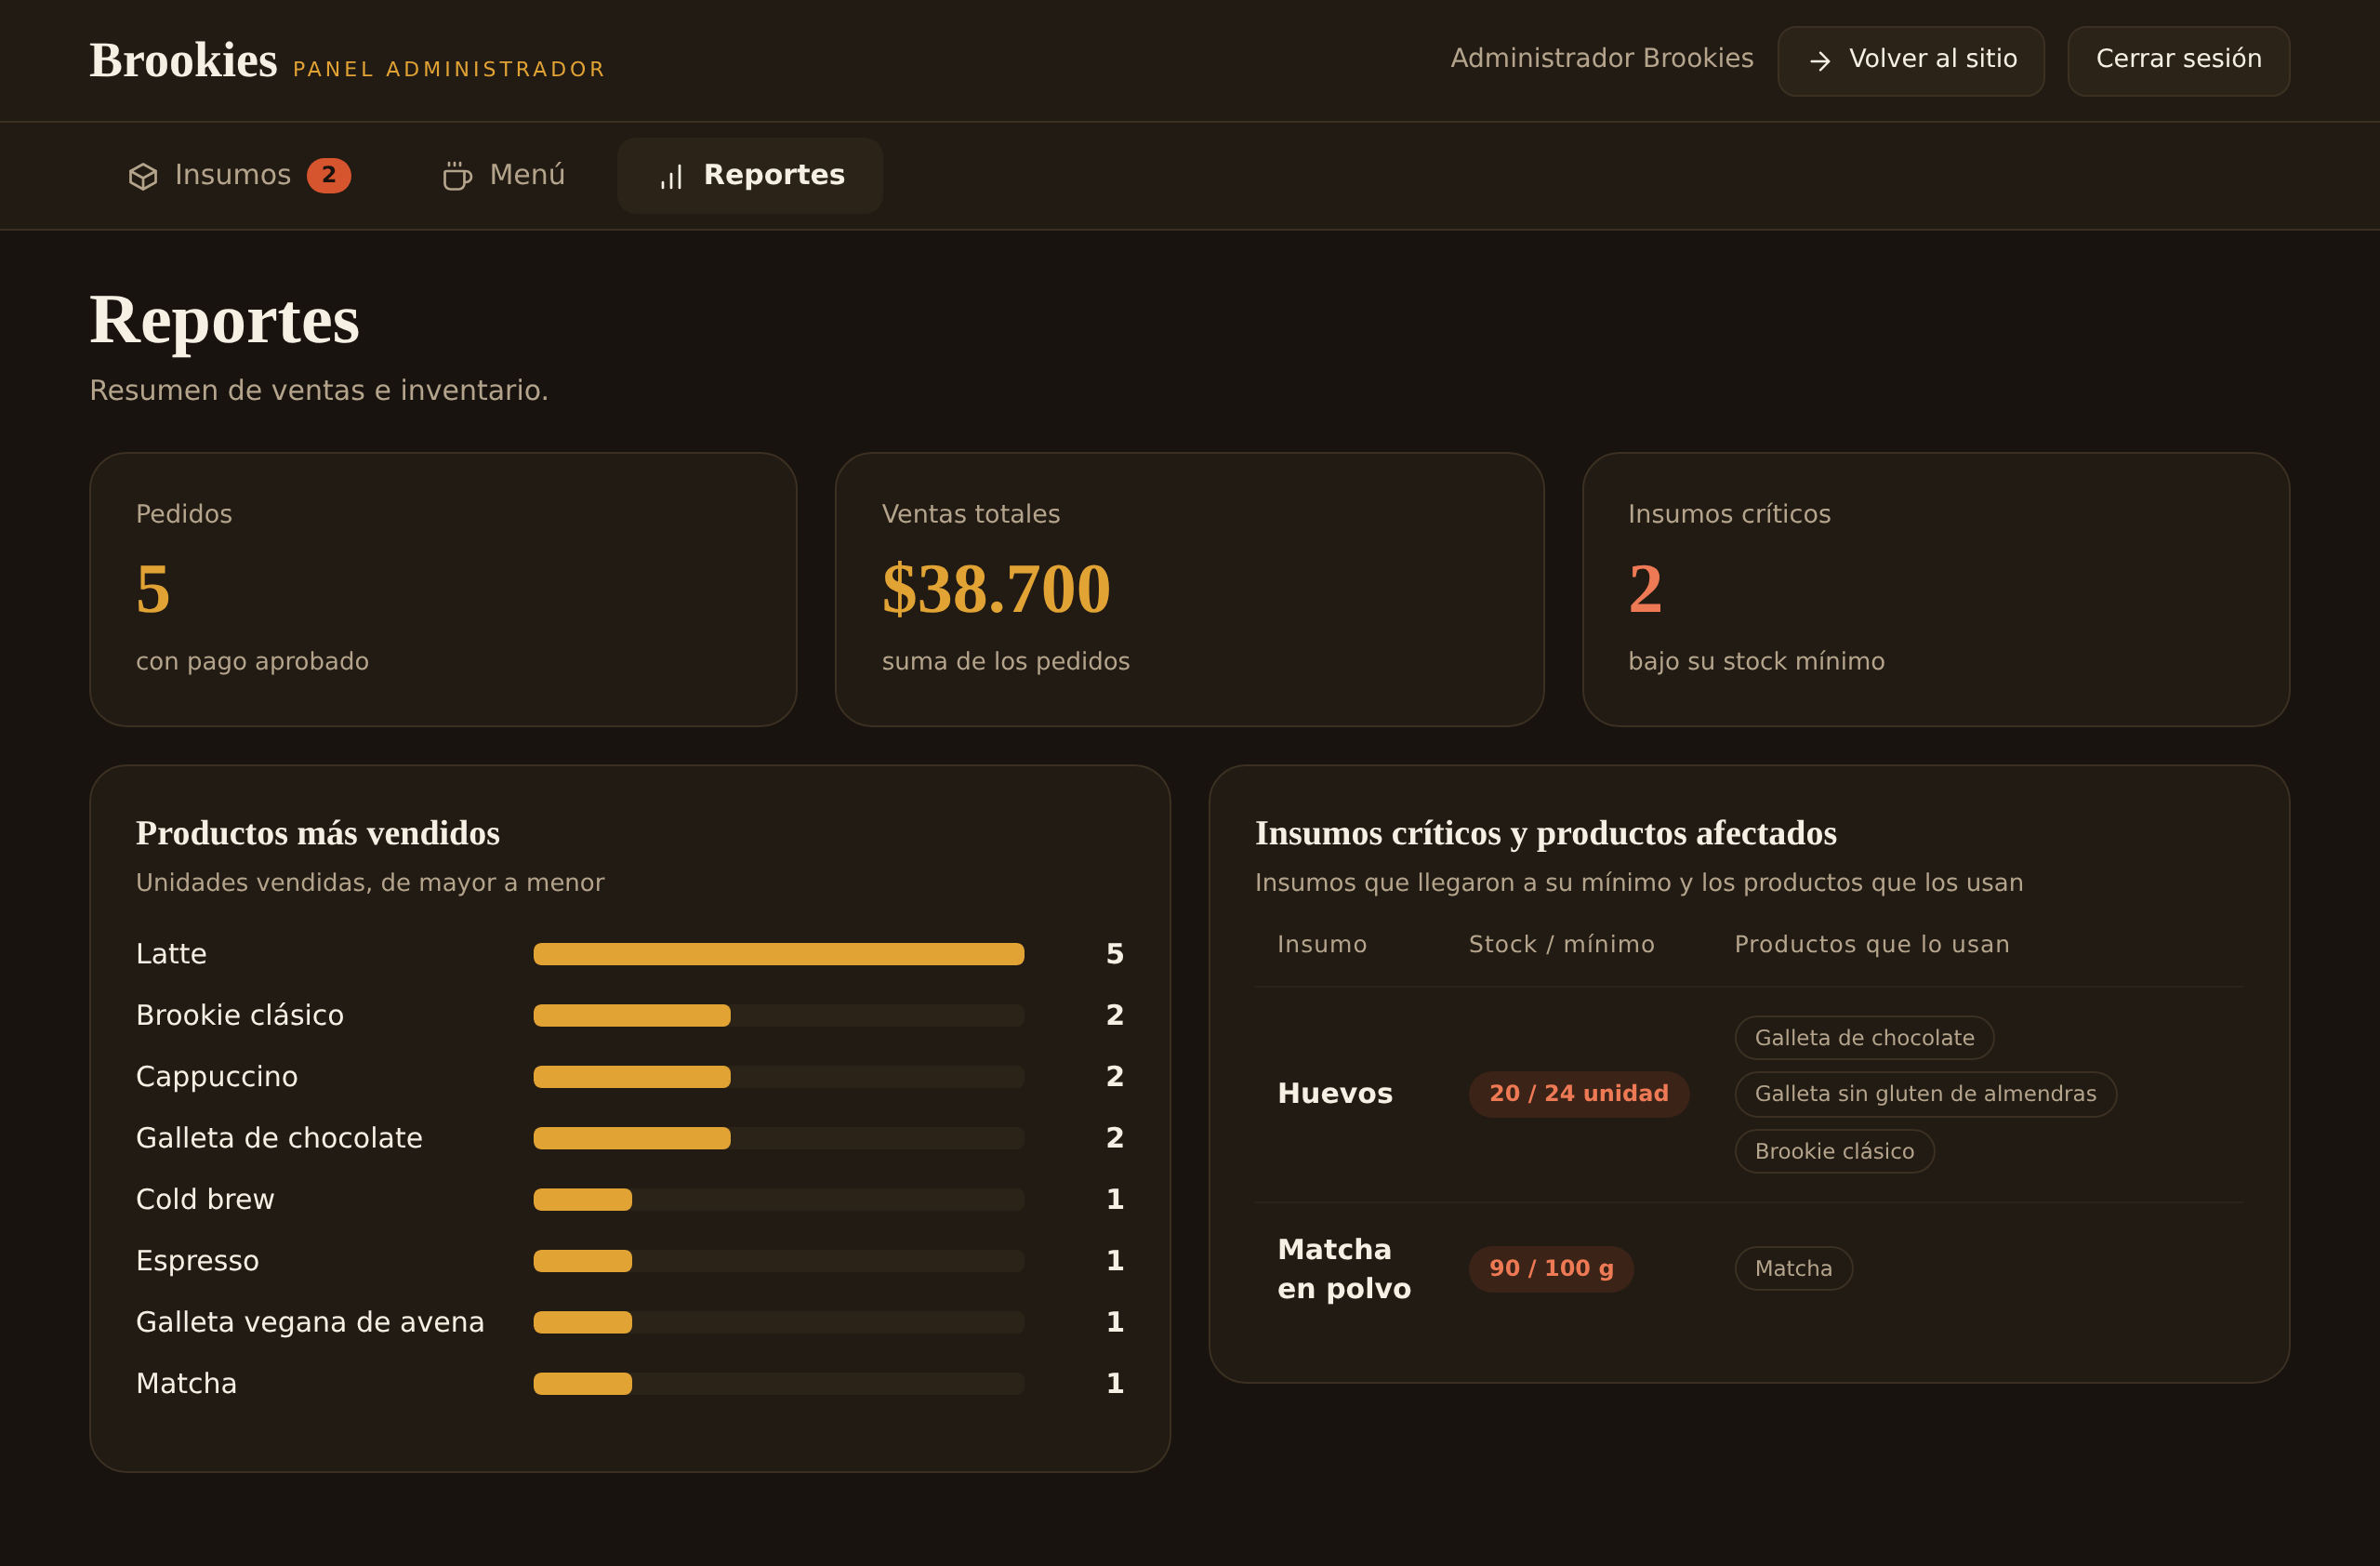 Brookies PANEL ADMINISTRADOR
Administrador Brookies
Volver al sitio
Cerrar sesión
Insumos 2
Menú
Reportes
Reportes
Resumen de ventas e inventario.
Pedidos
5
con pago aprobado
Ventas totales
$38.700
suma de los pedidos
Insumos críticos
2
bajo su stock mínimo
Productos más vendidos
Unidades vendidas, de mayor a menor
Latte 5
Brookie clásico 2
Cappuccino 2
Galleta de chocolate 2
Cold brew 1
Espresso 1
Galleta vegana de avena 1
Matcha 1
Insumos críticos y productos afectados
Insumos que llegaron a su mínimo y los productos que los usan
Insumo Stock / mínimo Productos que lo usan
Galleta de chocolate
Huevos 20 / 24 unidad Galleta sin gluten de almendras
Brookie clásico
Matcha
en polvo
90 / 100 g
Matcha